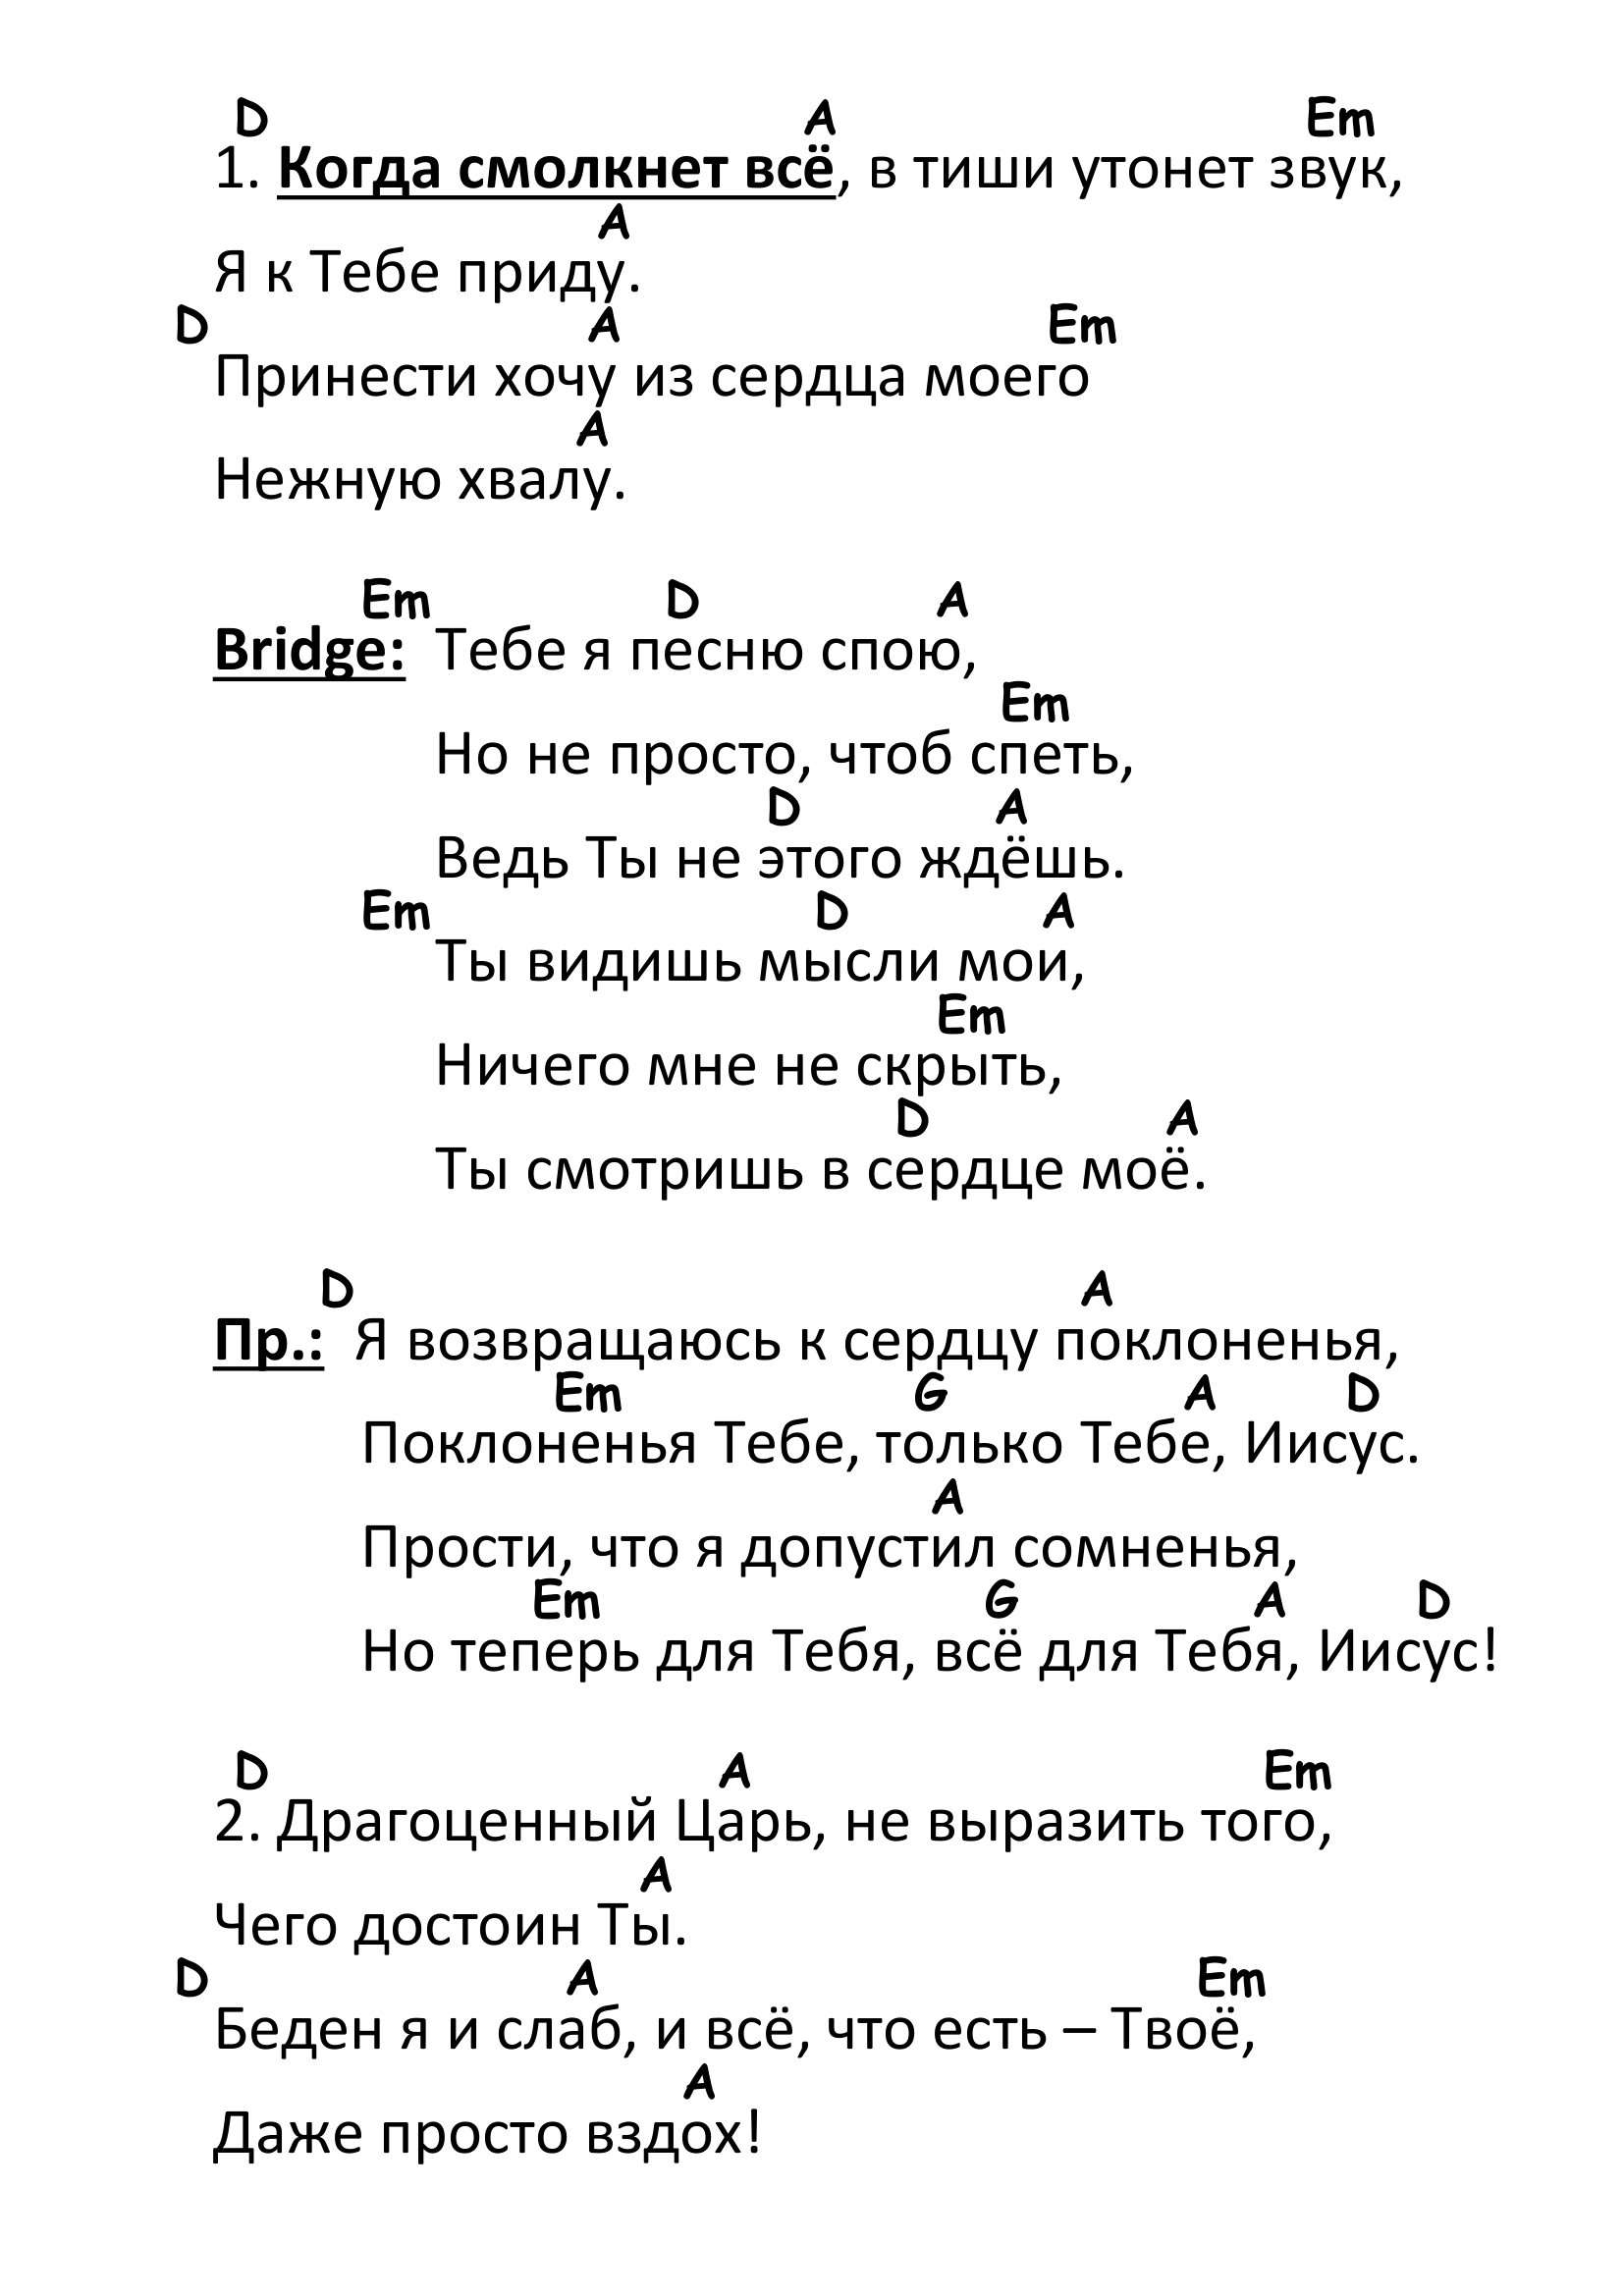 D A Em
1. Когда смолкнет всё, в тиши утонет звук,
A
Я к Тебе приду.
D A Em
Принести хочу из сердца моего
A
Нежную хвалу.
Em D A
Bridge: Тебе я песню спою,
Em
Но не просто, чтоб спеть,
D A
Ведь Ты не этого ждёшь.
Em D A
Ты видишь мысли мои,
Em
Ничего мне не скрыть,
D A
Ты смотришь в сердце моё.
D A
Пр.: Я возвращаюсь к сердцу поклоненья,
Em G A D
Поклоненья Тебе, только Тебе, Иисус.
A
Прости, что я допустил сомненья,
Em G A D
Но теперь для Тебя, всё для Тебя, Иисус!
D A Em
2. Драгоценный Царь, не выразить того,
A
Чего достоин Ты.
D A Em
Беден я и слаб, и всё, что есть – Твоё,
A
Даже просто вздох!